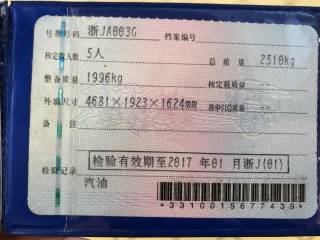 号牌号码 浙JA003G 档案编号
核定载人数 5人 总质量 2510kg
整备质量 1996kg 核定载质量
外廓尺寸 4681×1923×1624mm 准牵引总质量
备注
检验有效期至2017年01月浙J(01)
检验记录
汽油
*3310015677439*